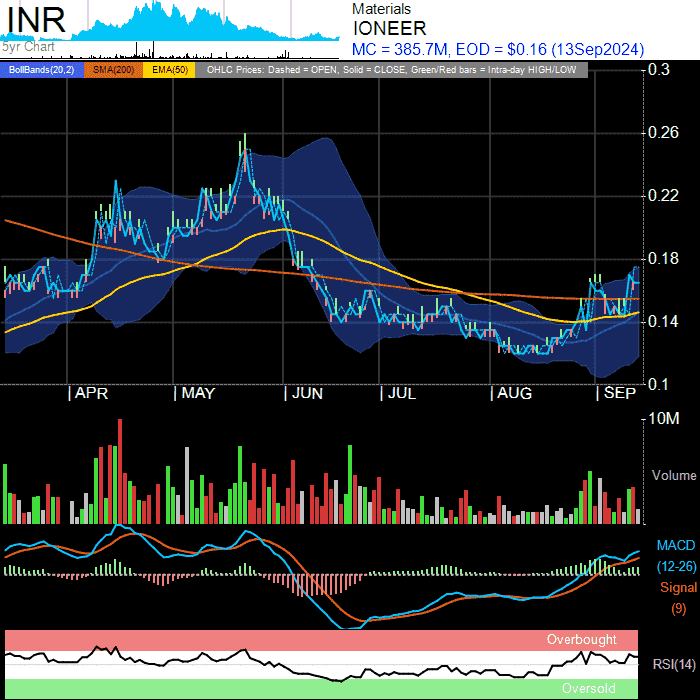 INR
5yr Chart
Materials
IONEER
MC = 385.7M, EOD = $0.16 (13Sep2024)
BollBands(20,2) SMA(200) EMA(50) OHLC Prices: Dashed = OPEN, Solid = CLOSE, Green/Red bars = Intra-day HIGH/LOW
0.3
0.26
0.22
0.18
0.14
0.1
APR MAY JUN JUL AUG SEP
10M
Volume
MACD
(12-26)
Signal
(9)
Overbought
RSI(14)
Oversold